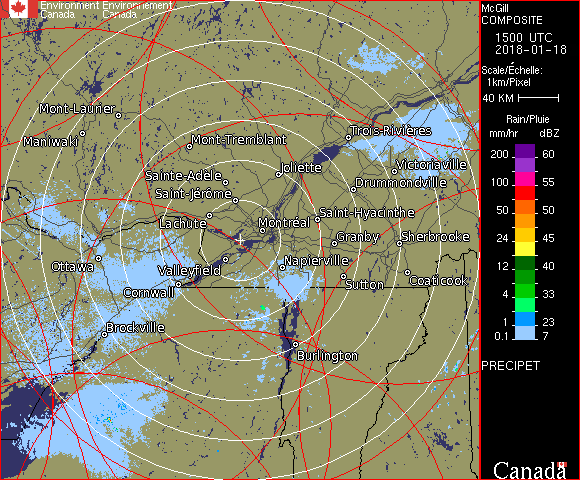 Environment Environnement
Canada Canada
McGill
COMPOSITE
1500 UTC
2018-01-18
Scale/Échelle:
1km/Pixel
40 KM
Rain/Pluie
mm/hr dBZ
200 60
150 55
100 55
50 50
24 45
12 40
4 33
1 23
0.1 7
PRECIPET
Canada
Mont-Laurier
Maniwaki
Mont-Tremblant
Trois-Rivières
Joliette
Victoriaville
Sainte-Adèle
Drummondville
Saint-Jérôme
Saint-Hyacinthe
Lachute
Montréal
Granby
Sherbrooke
Ottawa
Valleyfield
Napierville
Cornwall
Sutton
Coaticook
Brockville
Burlington